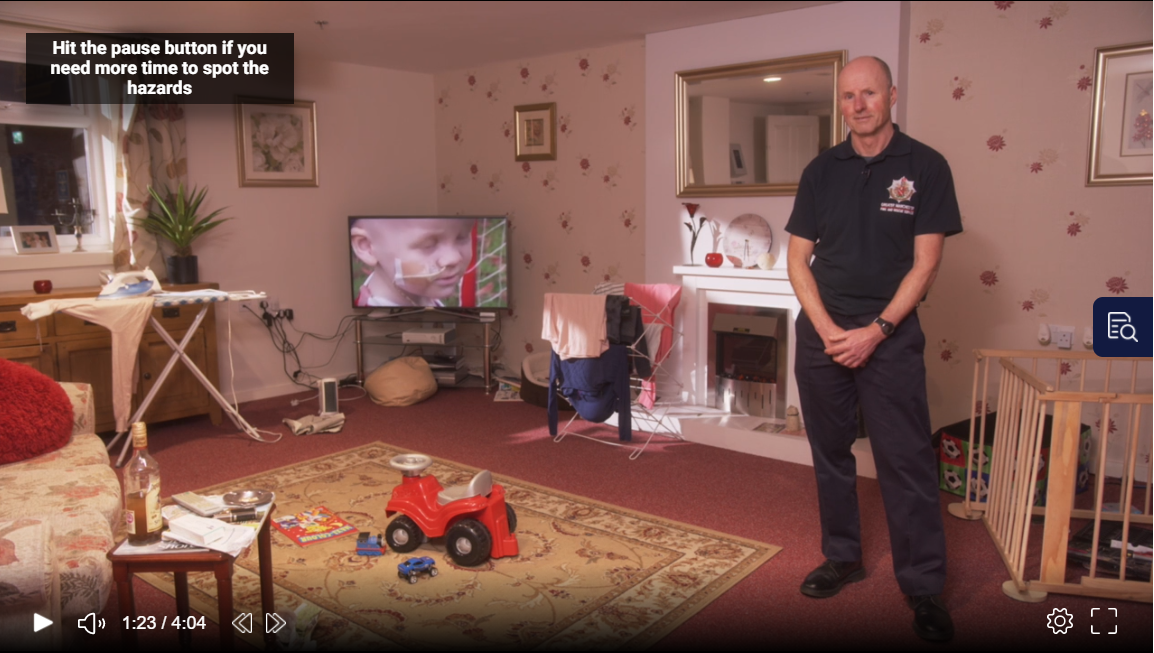 Hit the pause button if you
need more time to spot the
hazards
1:23 / 4:04